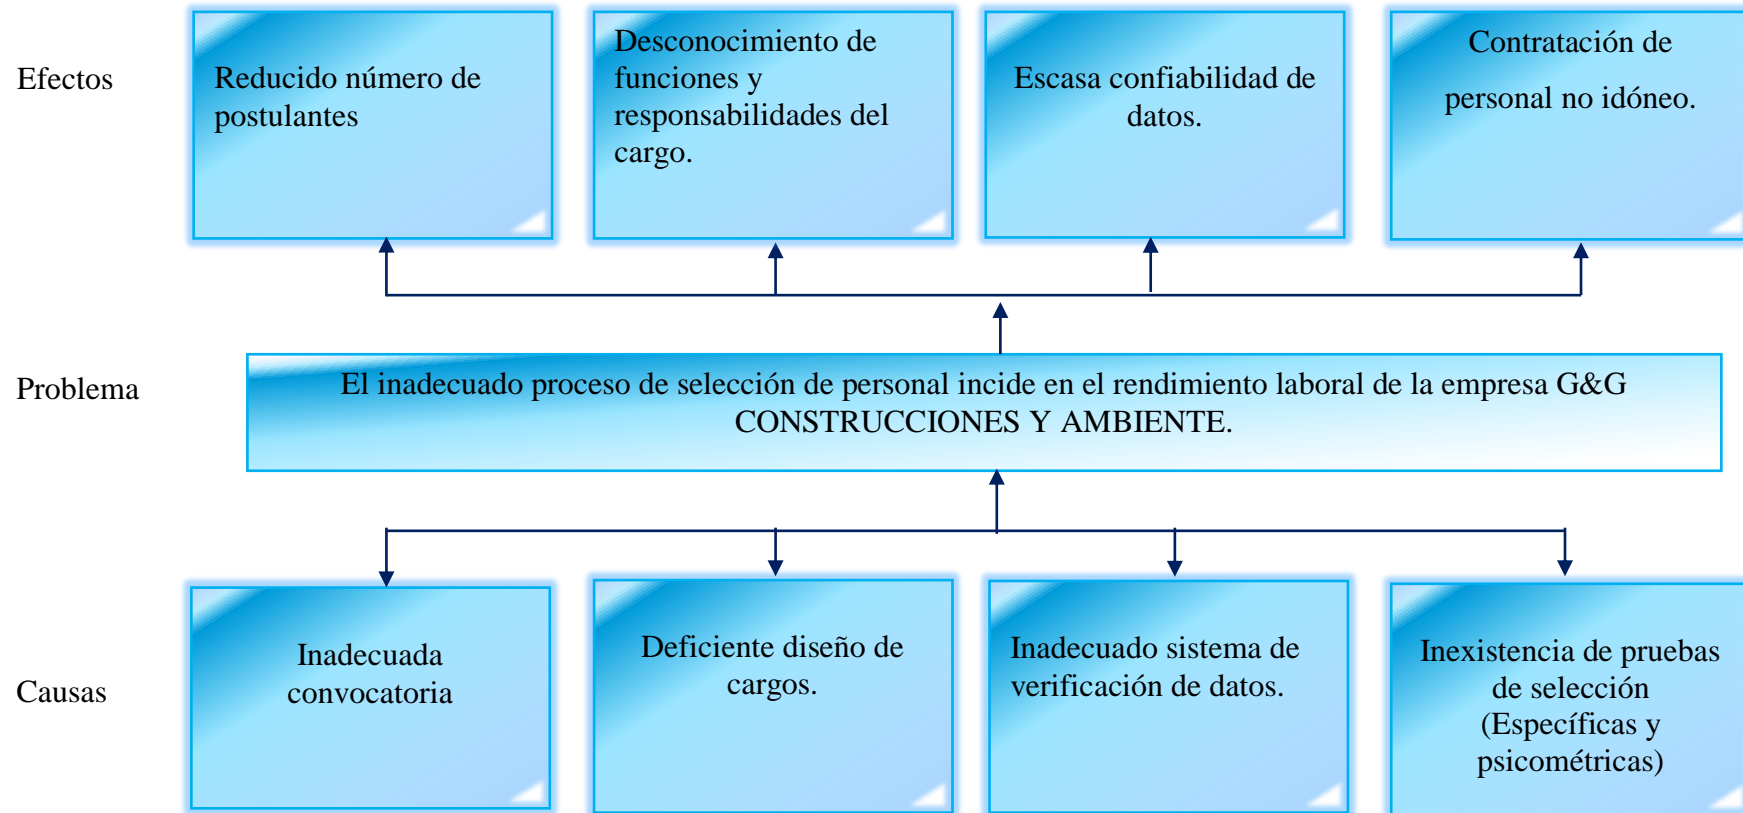 Efectos
Reducido número de
postulantes
Desconocimiento de
funciones y
responsabilidades del
cargo.
Escasa confiabilidad de
datos.
Contratación de
personal no idóneo.
Problema
El inadecuado proceso de selección de personal incide en el rendimiento laboral de la empresa G&G
CONSTRUCCIONES Y AMBIENTE.
Causas
Inadecuada
convocatoria
Deficiente diseño de
cargos.
Inadecuado sistema de
verificación de datos.
Inexistencia de pruebas
de selección
(Específicas y
psicométricas)